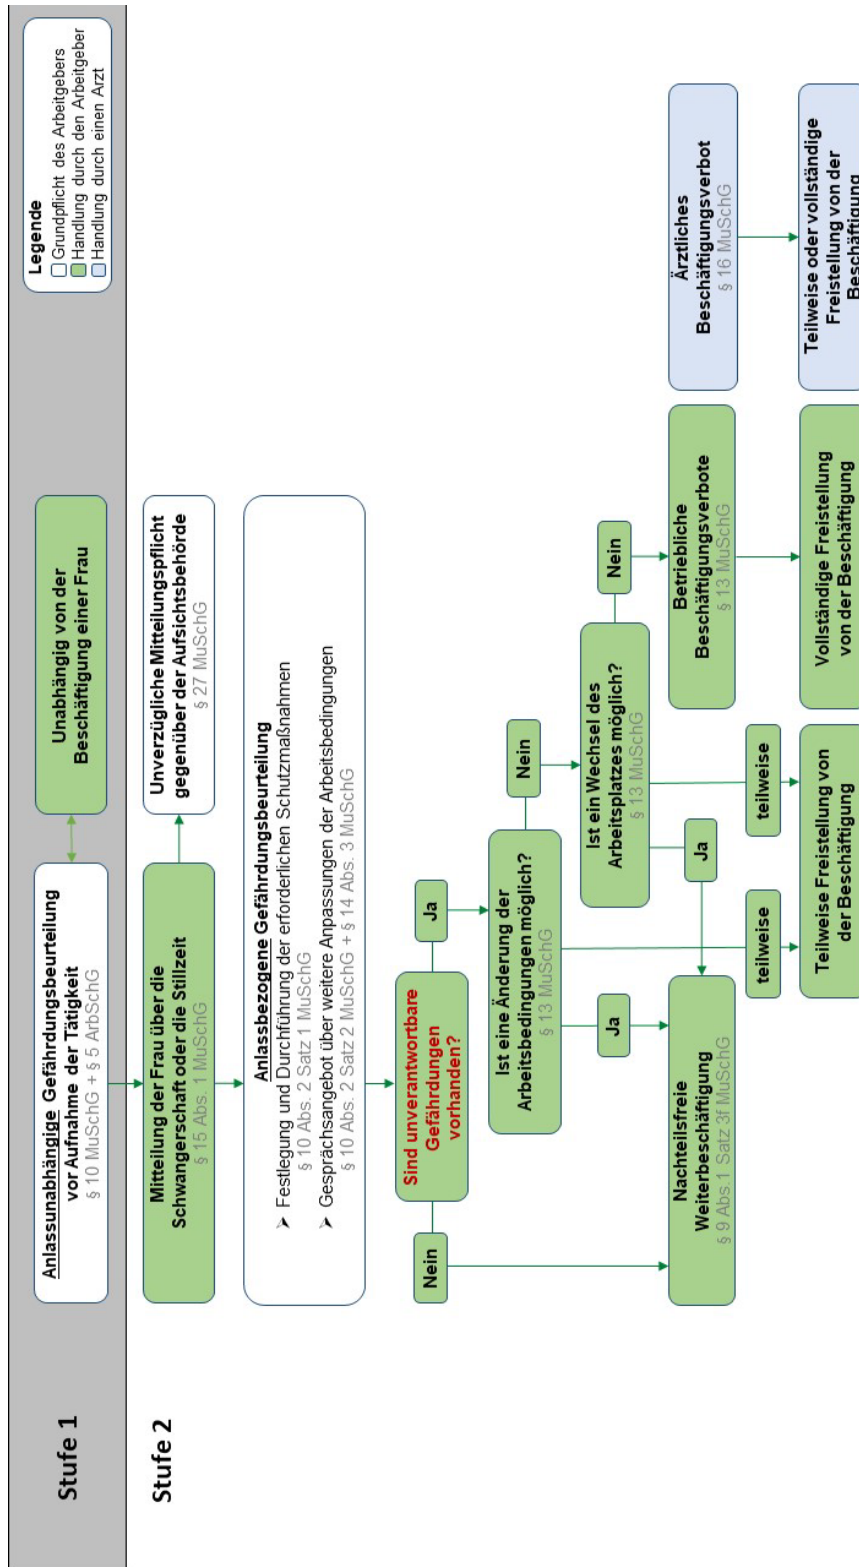 Stufe 1
Anlassunabhängige Gefährdungsbeurteilung
vor Aufnahme der Tätigkeit
§ 10 MuSchG + § 5 ArbSchG
Unabhängig von der
Beschäftigung einer Frau
Legende
Grundpflicht des Arbeitgebers
Handlung durch den Arbeitgeber
Handlung durch einen Arzt
Stufe 2
Mitteilung der Frau über die
Schwangerschaft oder die Stillzeit
§ 15 Abs. 1 MuSchG
Unverzügliche Mitteilungspflicht
gegenüber der Aufsichtsbehörde
§ 27 MuSchG
Anlassbezogene Gefährdungsbeurteilung
➢ Festlegung und Durchführung der erforderlichen Schutzmaßnahmen
§ 10 Abs. 2 Satz 1 MuSchG
➢ Gesprächsangebot über weitere Anpassungen der Arbeitsbedingungen
§ 10 Abs. 2 Satz 2 MuSchG + § 14 Abs. 3 MuSchG
Nein
Sind unverantwortbare
Gefährdungen
vorhanden?
Ja
Ist eine Änderung der
Arbeitsbedingungen möglich?
§ 13 MuSchG
Nein
Ja
Ist ein Wechsel des
Arbeitsplatzes möglich?
§ 13 MuSchG
Nein
Ja
Nachteilsfreie
Weiterbeschäftigung
§ 9 Abs.1 Satz 3f MuSchG
Betriebliche
Beschäftigungsverbote
§ 13 MuSchG
Ärztliches
Beschäftigungsverbot
§ 16 MuSchG
teilweise
teilweise
Teilweise Freistellung von
der Beschäftigung
Vollständige Freistellung
von der Beschäftigung
Teilweise oder vollständige
Freistellung von der
Beschäftigung